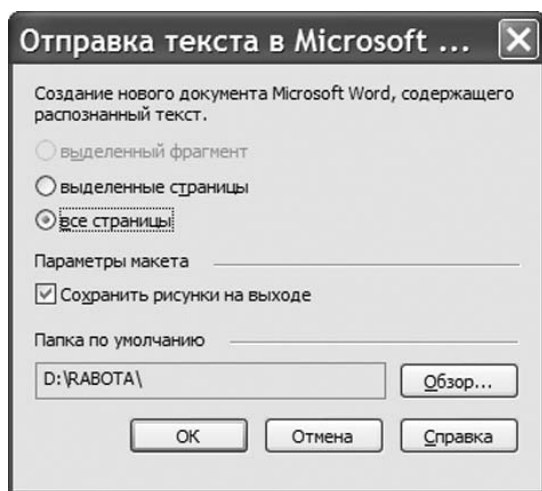 Отправка текста в Microsoft ...
Создание нового документа Microsoft Word, содержащего
распознанный текст.
выделенный фрагмент
выделенные страницы
все страницы
Параметры макета
Сохранить рисунки на выходе
Папка по умолчанию
D:\RABOTA\
Обзор...
OK
Отмена
Справка